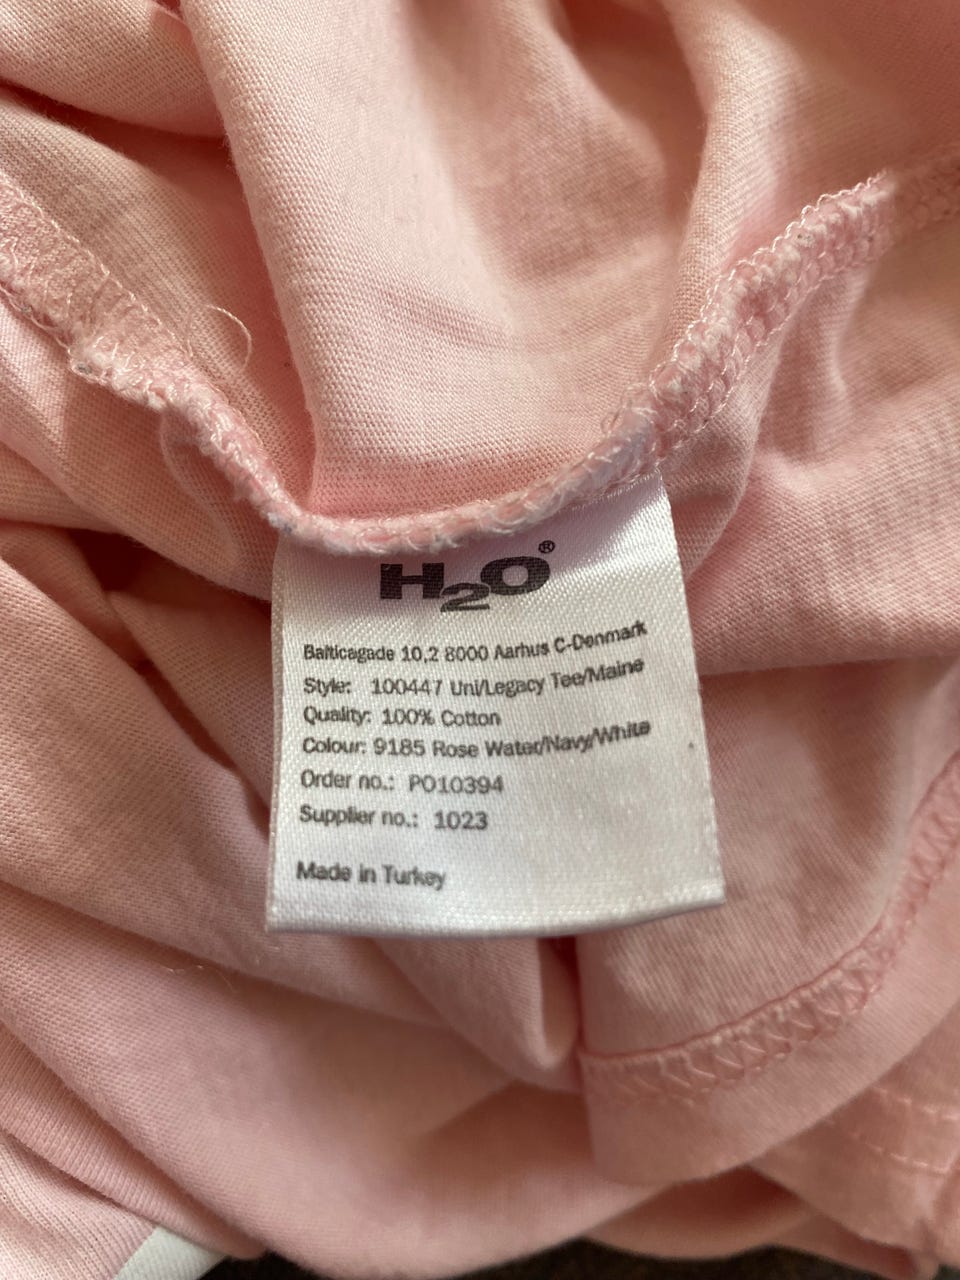 H2O®
Balticagade 10,2 8000 Aarhus C-Denmark
Style: 100447 Uni/Legacy Tee/Maine
Quality: 100% Cotton
Colour: 9185 Rose Water/Navy/White
Order no.: PO10394
Supplier no.: 1023
Made in Turkey